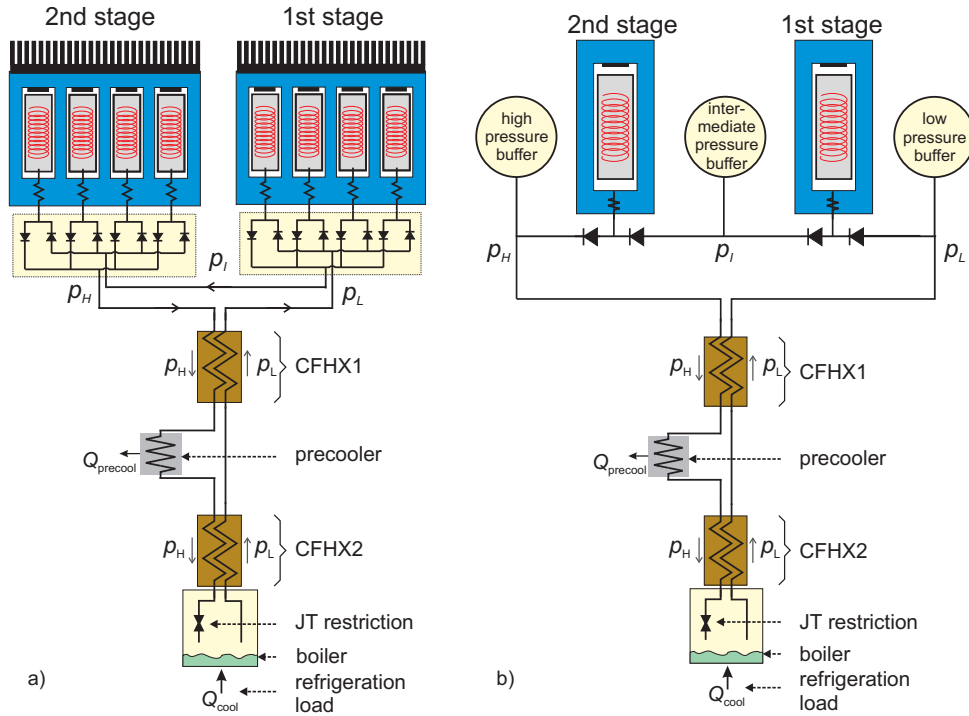 2nd stage
1st stage
p_I
p_H
p_L
p_H
p_L
CFHX1
Q_precool
precooler
p_H
p_L
CFHX2
JT restriction
boiler
refrigeration
load
Q_cool
a)
2nd stage
1st stage
high
pressure
buffer
inter-
mediate
pressure
buffer
low
pressure
buffer
p_H
p_I
p_L
p_H
p_L
CFHX1
Q_precool
precooler
p_H
p_L
CFHX2
JT restriction
boiler
refrigeration
load
Q_cool
b)